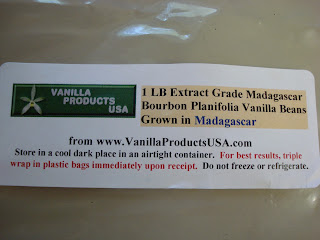 VANILLA
PRODUCTS
USA
1 LB Extract Grade Madagascar
Bourbon Planifolia Vanilla Beans
Grown in Madagascar
from www.VanillaProductsUSA.com
Store in a cool dark place in an airtight container. For best results, triple
wrap in plastic bags immediately upon receipt. Do not freeze or refrigerate.